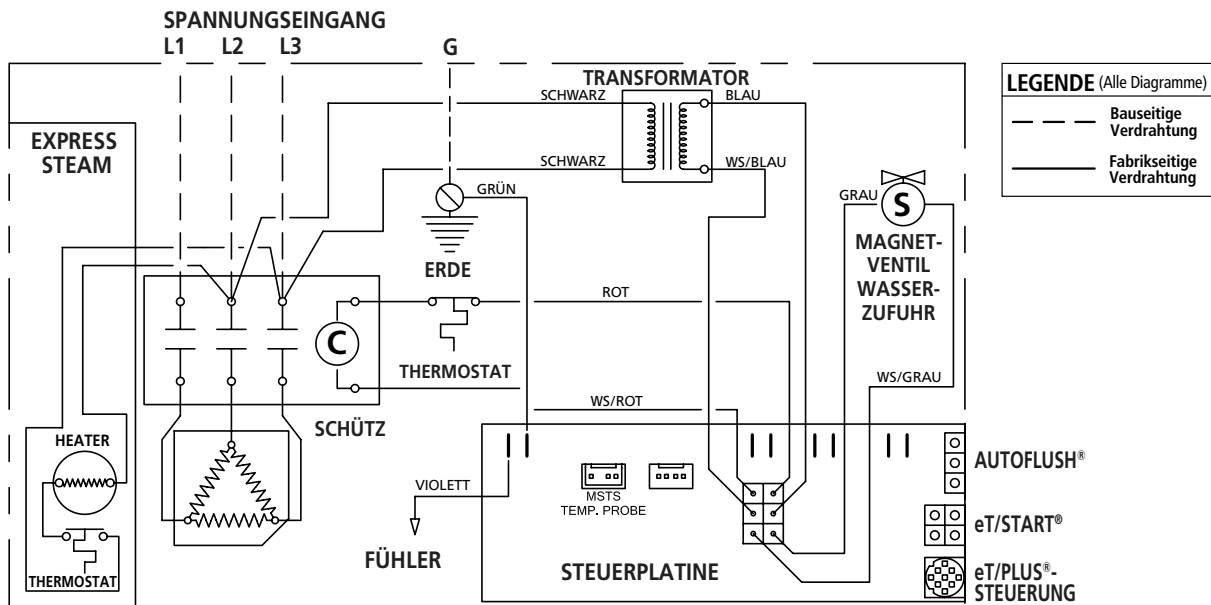 SPANNUNGSEINGANG
L1 L2 L3 G
TRANSFORMATOR
SCHWARZ
BLAU
SCHWARZ
WS/BLAU
LEGENDE (Alle Diagramme)
Bauseitige
Verdrahtung
Fabrikseitige
Verdrahtung
EXPRESS
STEAM
GRÜN
ERDE
GRAU
S
MAGNET-
VENTIL
WASSER-
ZUFUHR
ROT
C
THERMOSTAT
WS/GRAU
WS/ROT
SCHÜTZ
HEATER
THERMOSTAT
VIOLETT
FÜHLER
MSTS
TEMP. PROBE
STEUERPLATINE
AUTOFLUSH®
eT/START®
eT/PLUS®-
STEUERUNG